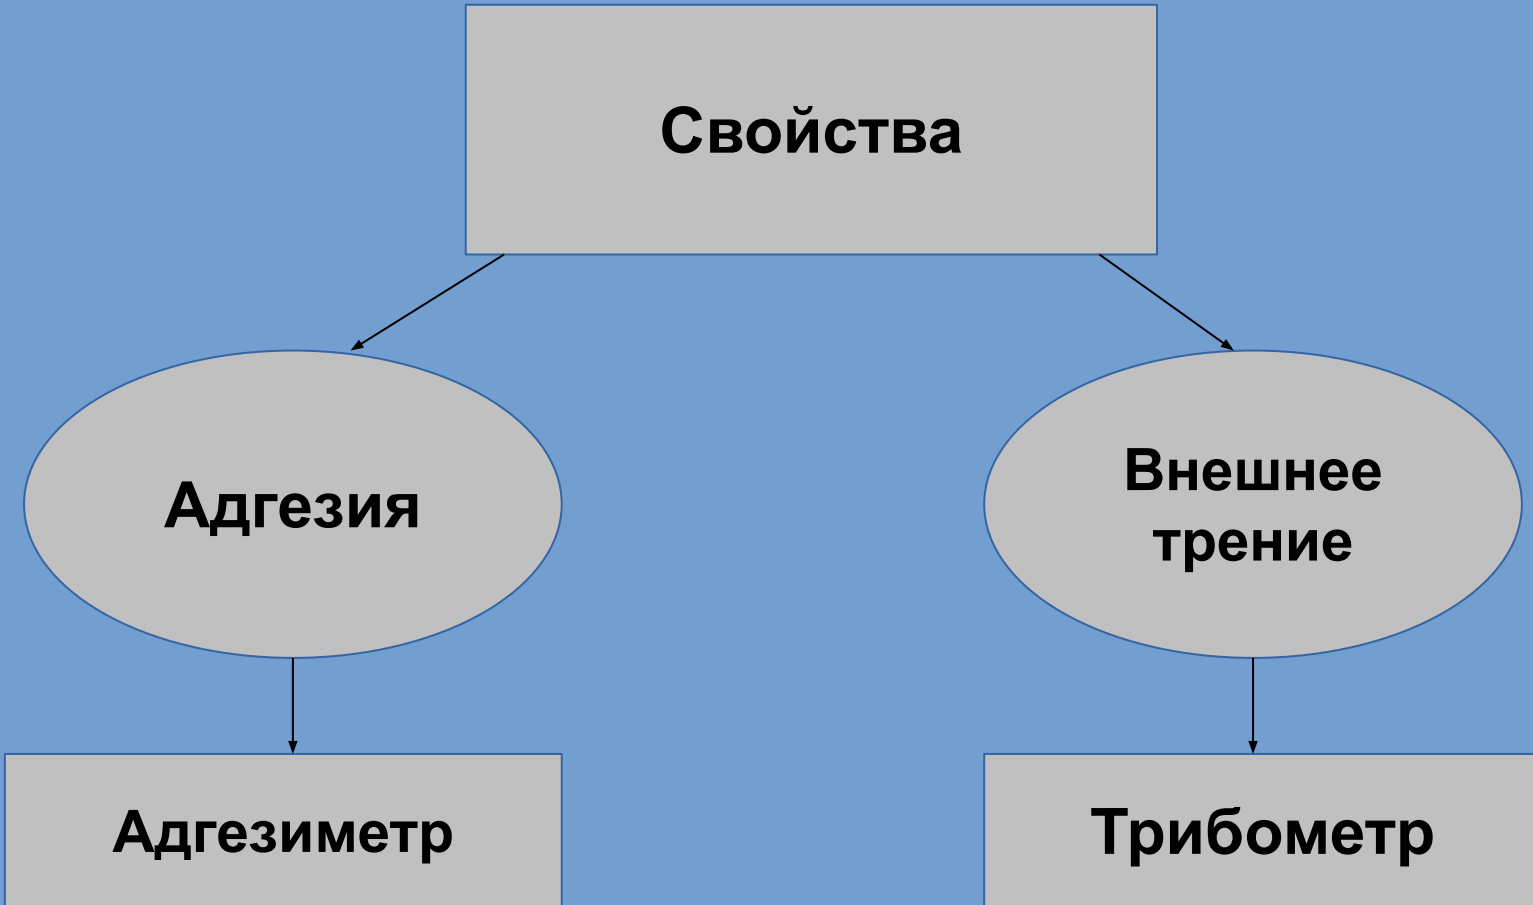 Свойства
Адгезия
Внешнее
трение
Адгезиметр
Трибометр